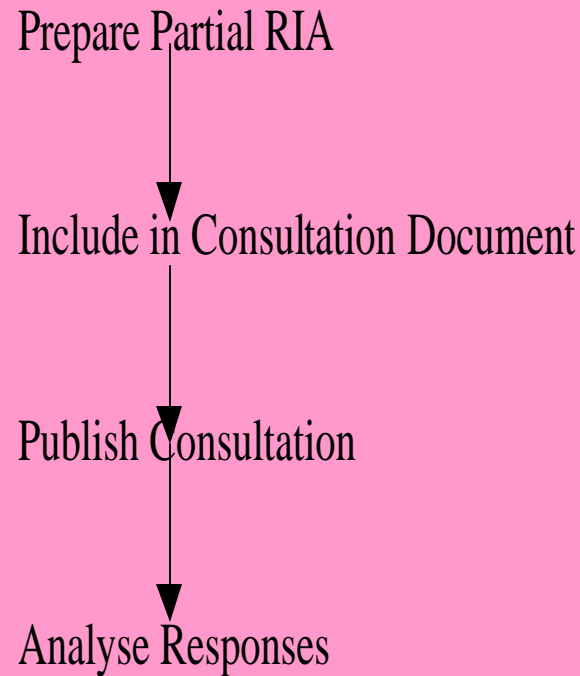 Prepare Partial RIA
Include in Consultation Document
Publish Consultation
Analyse Responses